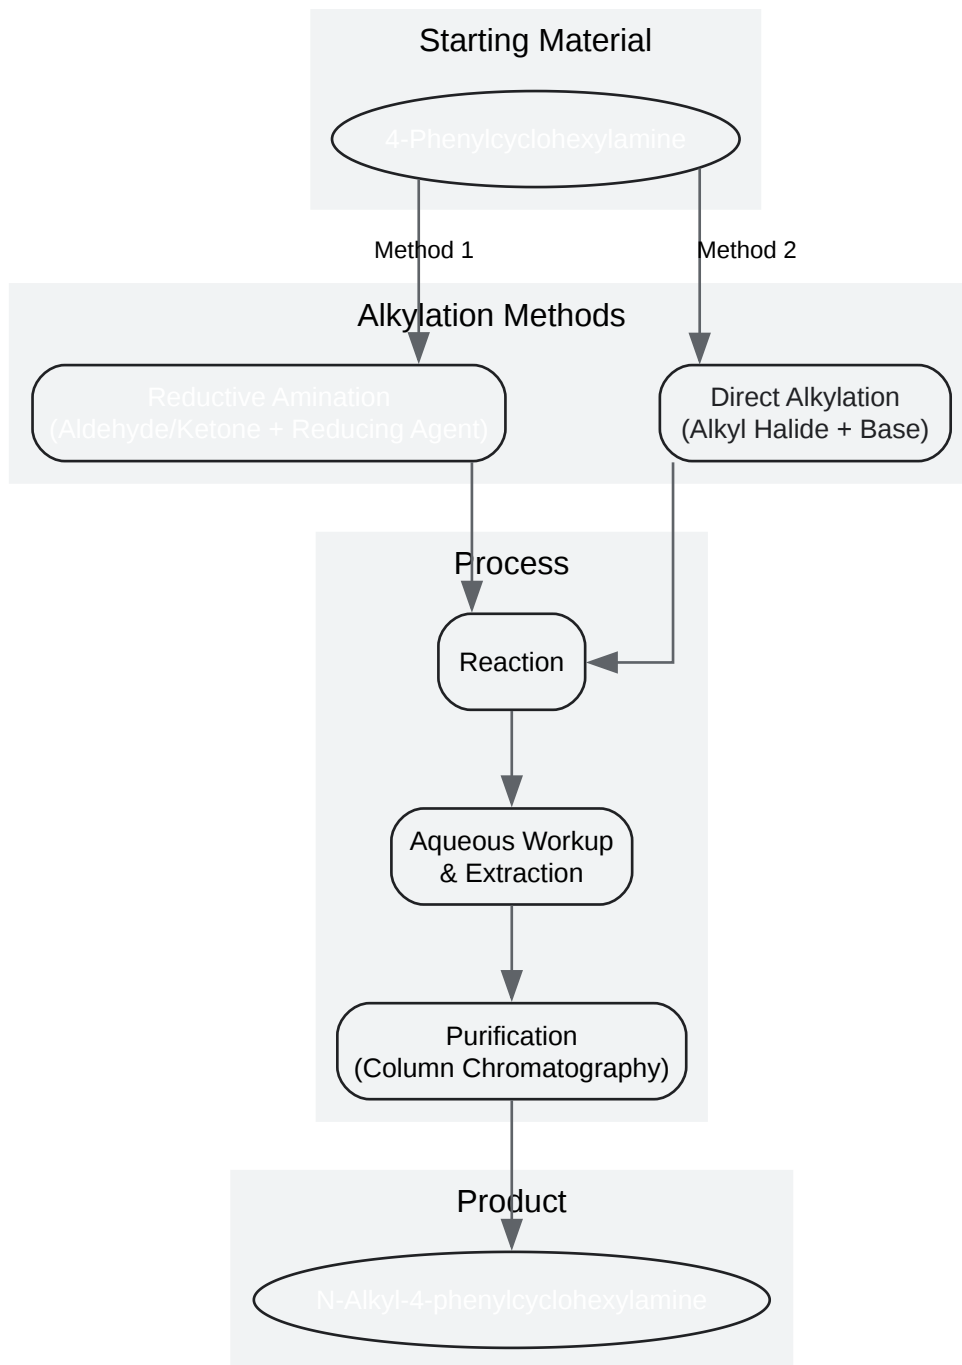 Starting Material
4-Phenylcyclohexylamine
Method 1
Method 2
Alkylation Methods
Reductive Amination
(Aldehyde/Ketone + Reducing Agent)
Direct Alkylation
(Alkyl Halide + Base)
Process
Reaction
Aqueous Workup
& Extraction
Purification
(Column Chromatography)
Product
N-Alkyl-4-phenylcyclohexylamine